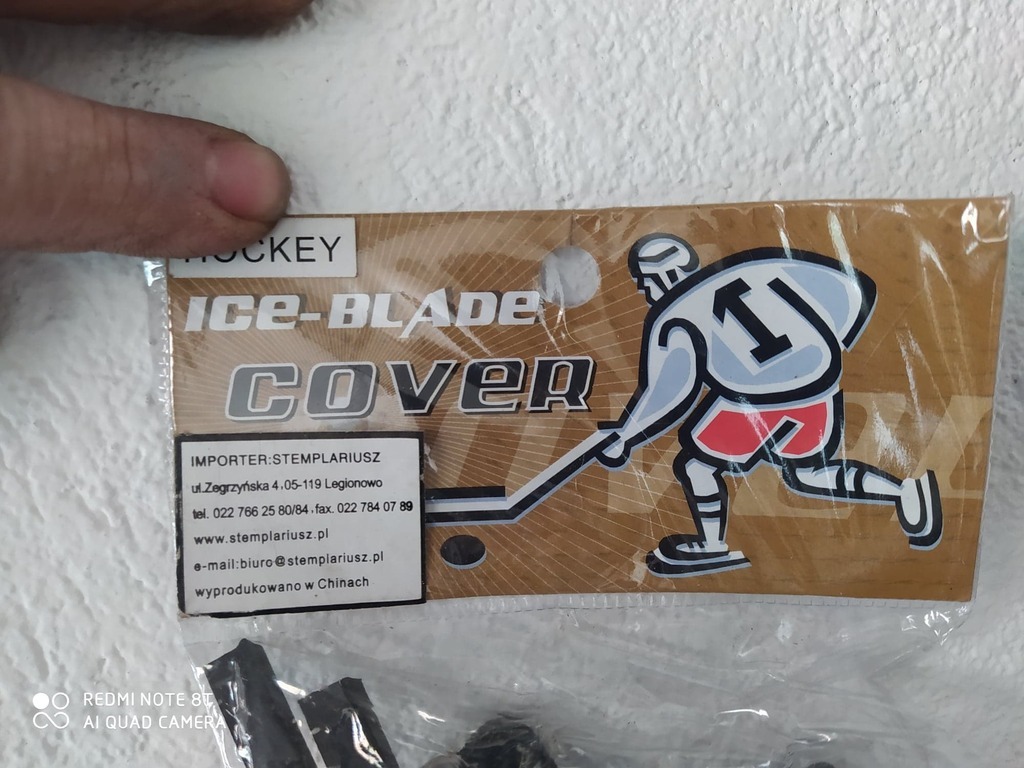 HOCKEY
ICE-BLADE
COVER
IMPORTER:STEMPLARIUSZ
ul.Zegrzyńska 4,05-119 Legionowo
tel. 022 766 25 80/84, fax. 022 784 07 89
www.stemplariusz.pl
e-mail:biuro@stemplariusz.pl
wyprodukowano w Chinach
1
REDMI NOTE 8T
AI QUAD CAMERA